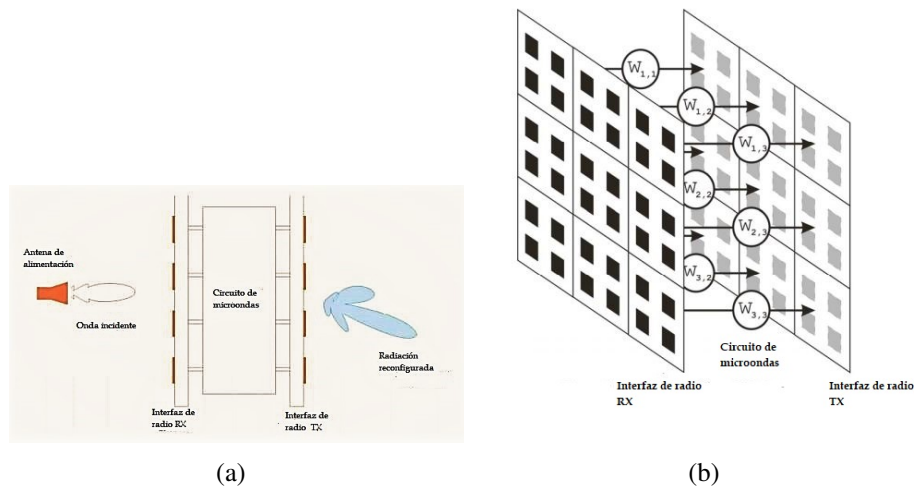 Antena de
alimentación
Onda incidente
Circuito de
microondas
Radiación
reconfigurada
Interfaz de
radio RX
Interfaz de
radio TX
(a)
W1,1
W1,2
W1,3
W2,2
W2,3
W3,2
W3,3
Circuito de
microondas
Interfaz de radio
RX
Interfaz de radio
TX
(b)